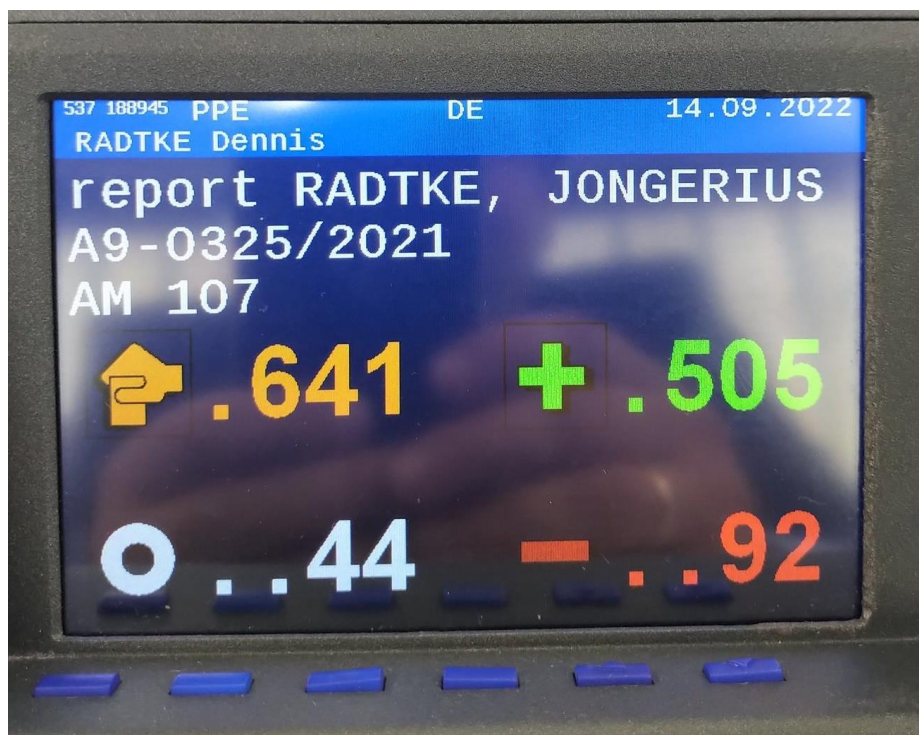 537 188945 PPE DE 14.09.2022
RADTKE Dennis
report RADTKE, JONGERIUS
A9-0325/2021
AM 107
.641 + .505
..44 - ..92